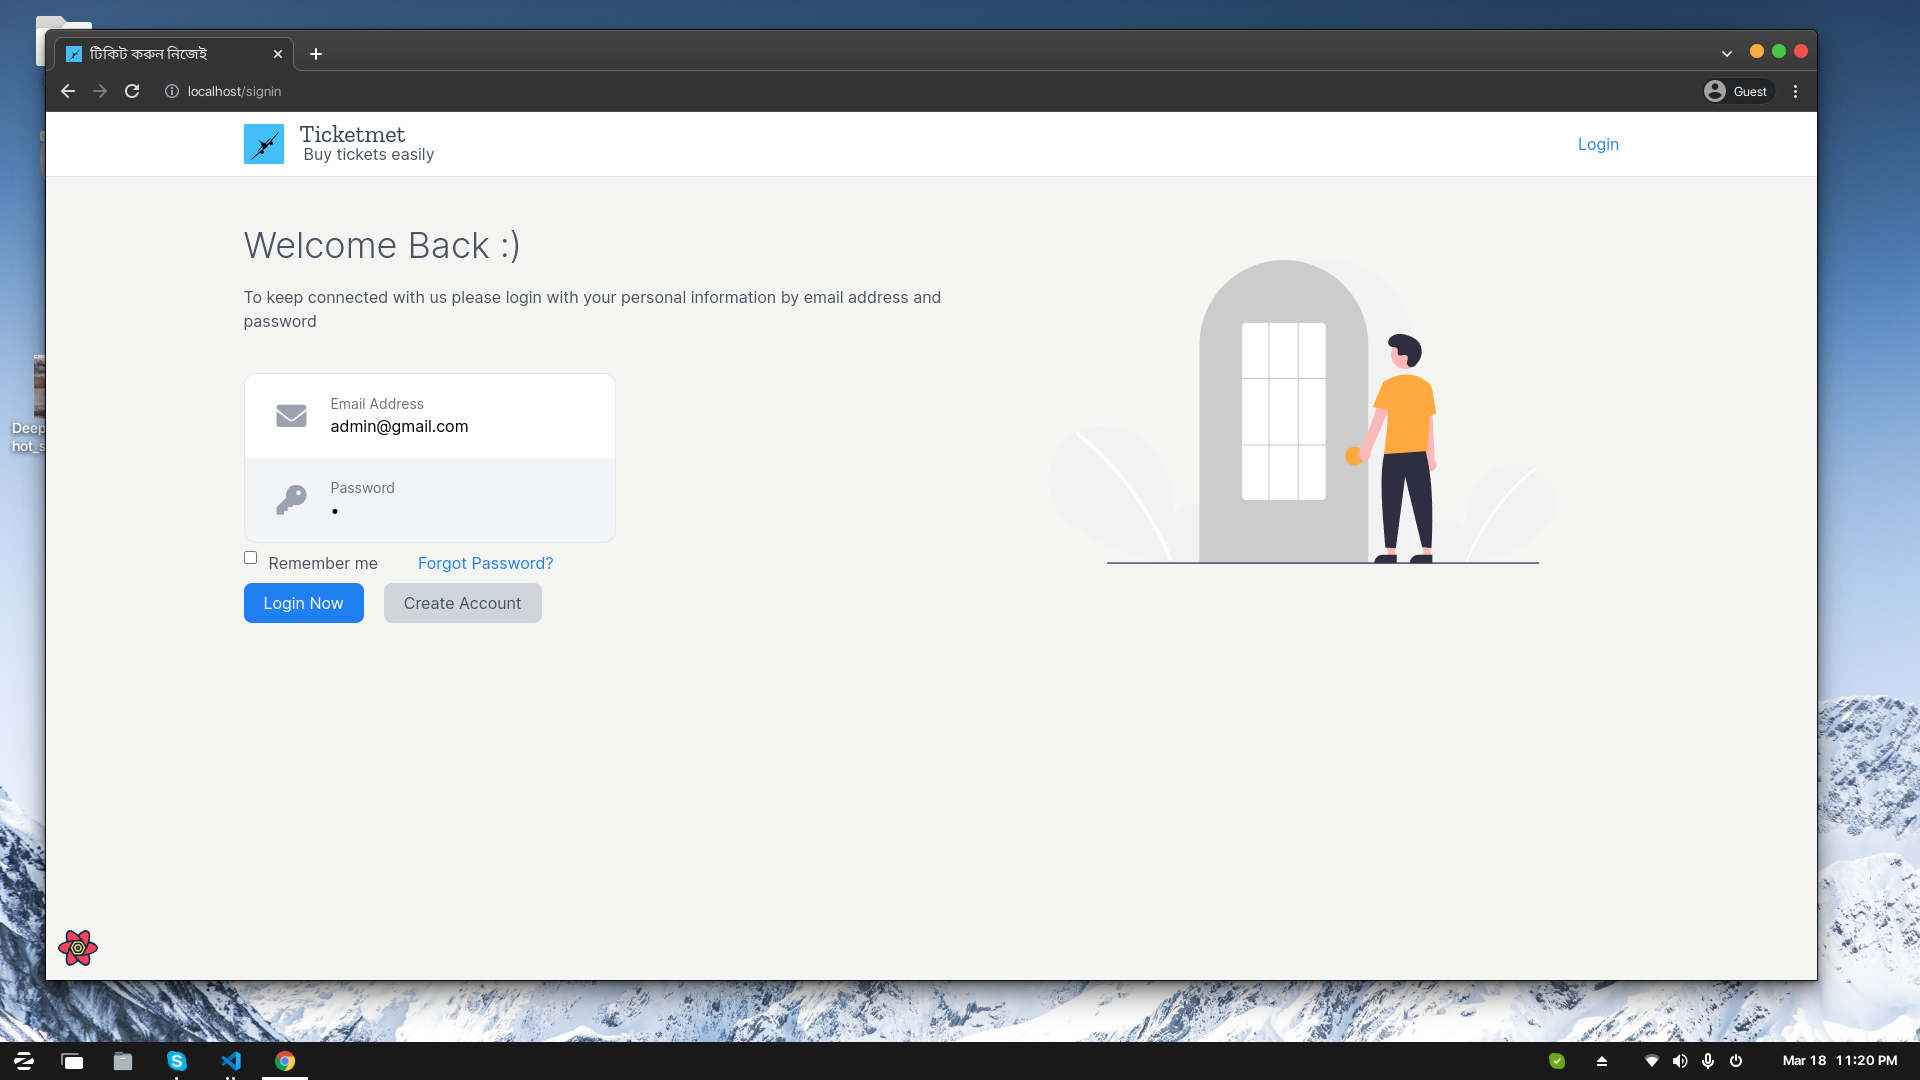 টিকিট করুন নিজেই
localhost/signin
Guest
Ticketmet
Buy tickets easily
Login
Welcome Back :)
To keep connected with us please login with your personal information by email address and
password
Email Address
admin@gmail.com
Password
Remember me
Forgot Password?
Login Now
Create Account
Deep
hot_s
Mar 18 11:20 PM